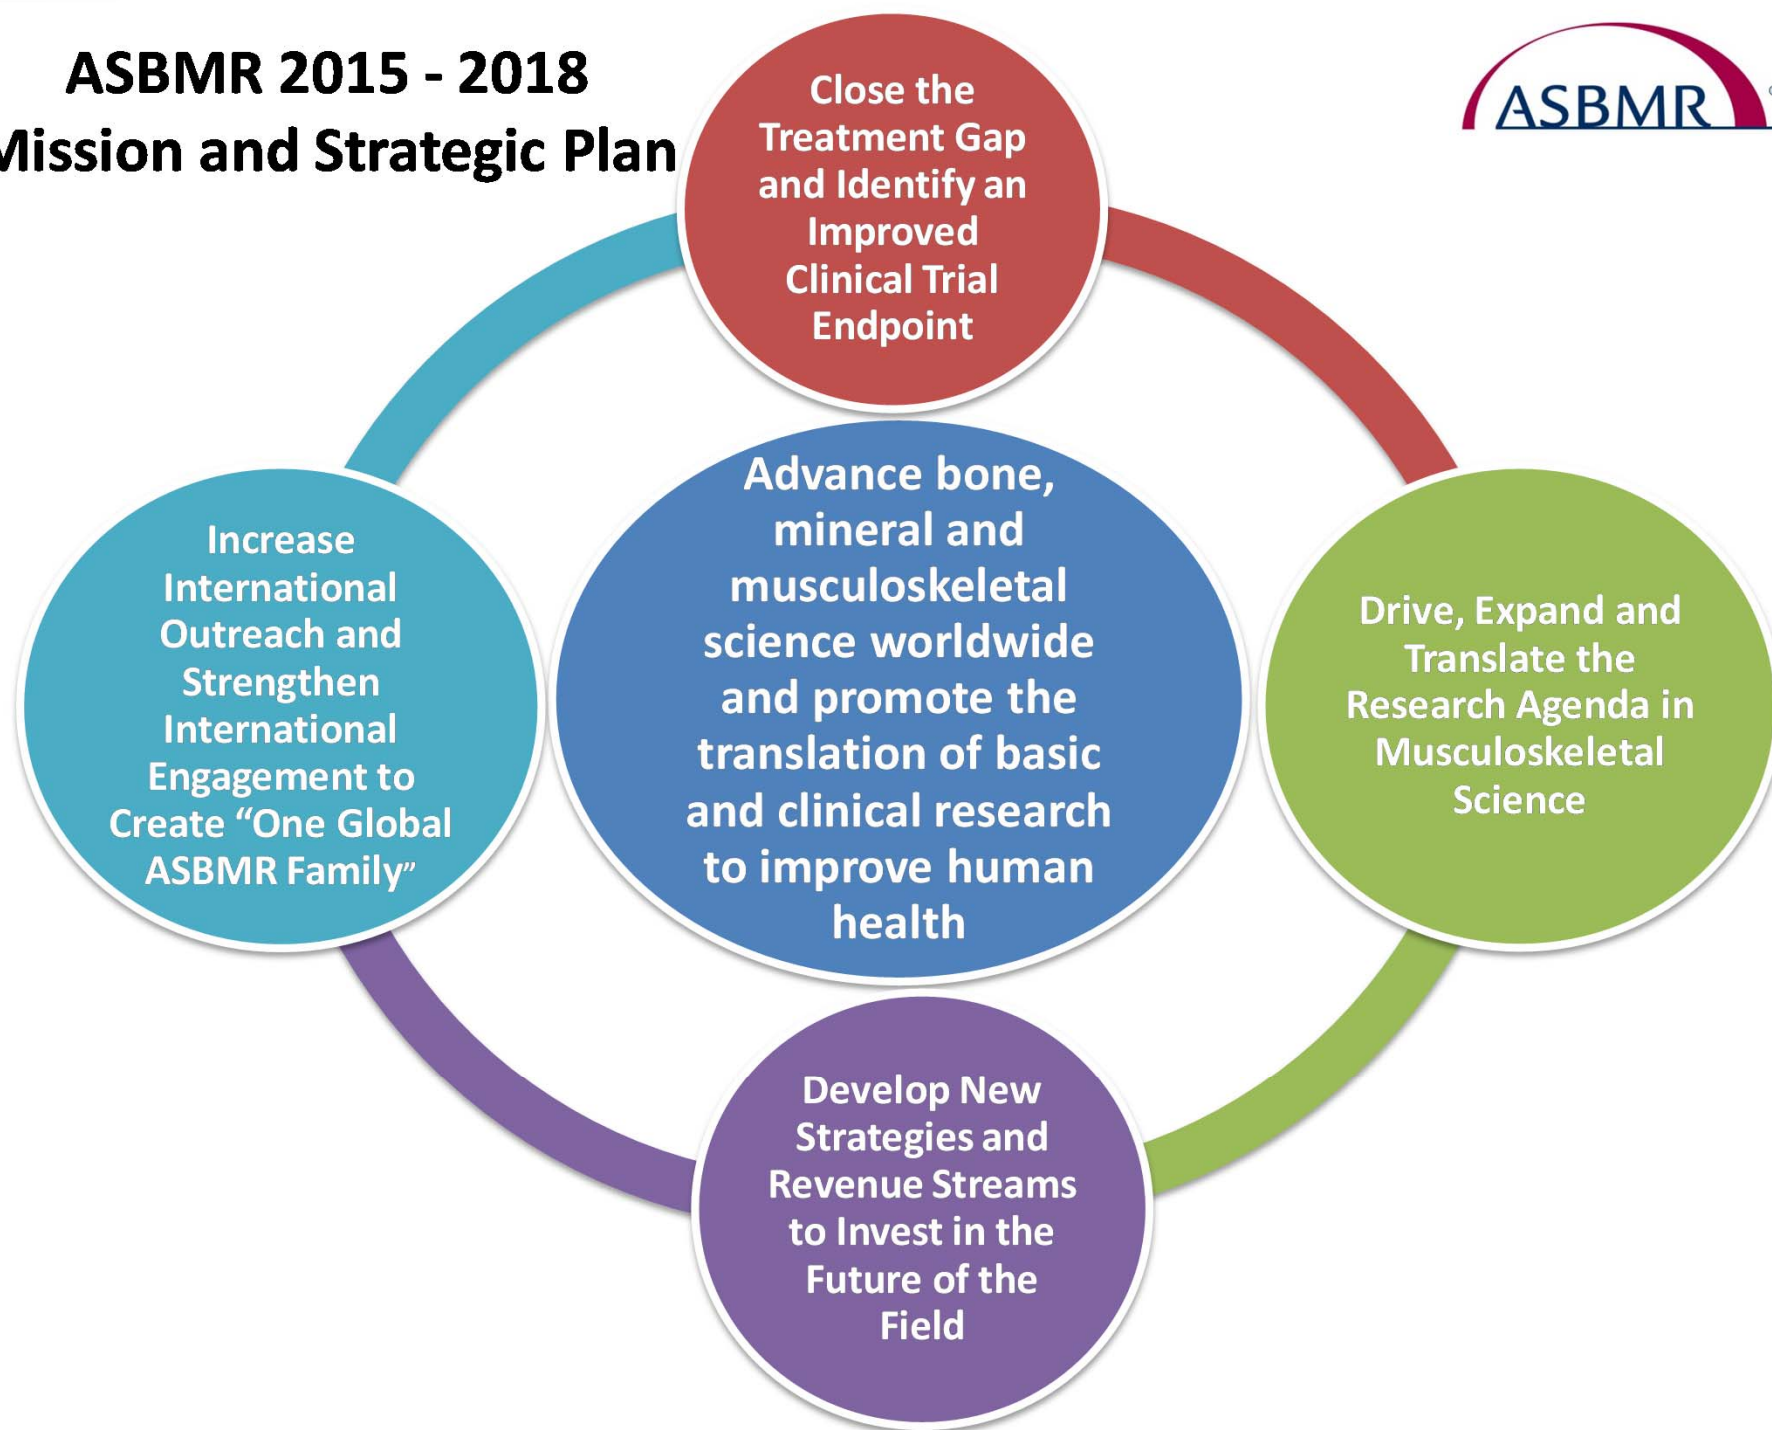 ASBMR 2015 - 2018
Mission and Strategic Plan
ASBMR
Close the
Treatment Gap
and Identify an
Improved
Clinical Trial
Endpoint
Increase
International
Outreach and
Strengthen
International
Engagement to
Create “One Global
ASBMR Family”
Advance bone,
mineral and
musculoskeletal
science worldwide
and promote the
translation of basic
and clinical research
to improve human
health
Drive, Expand and
Translate the
Research Agenda in
Musculoskeletal
Science
Develop New
Strategies and
Revenue Streams
to Invest in the
Future of the
Field